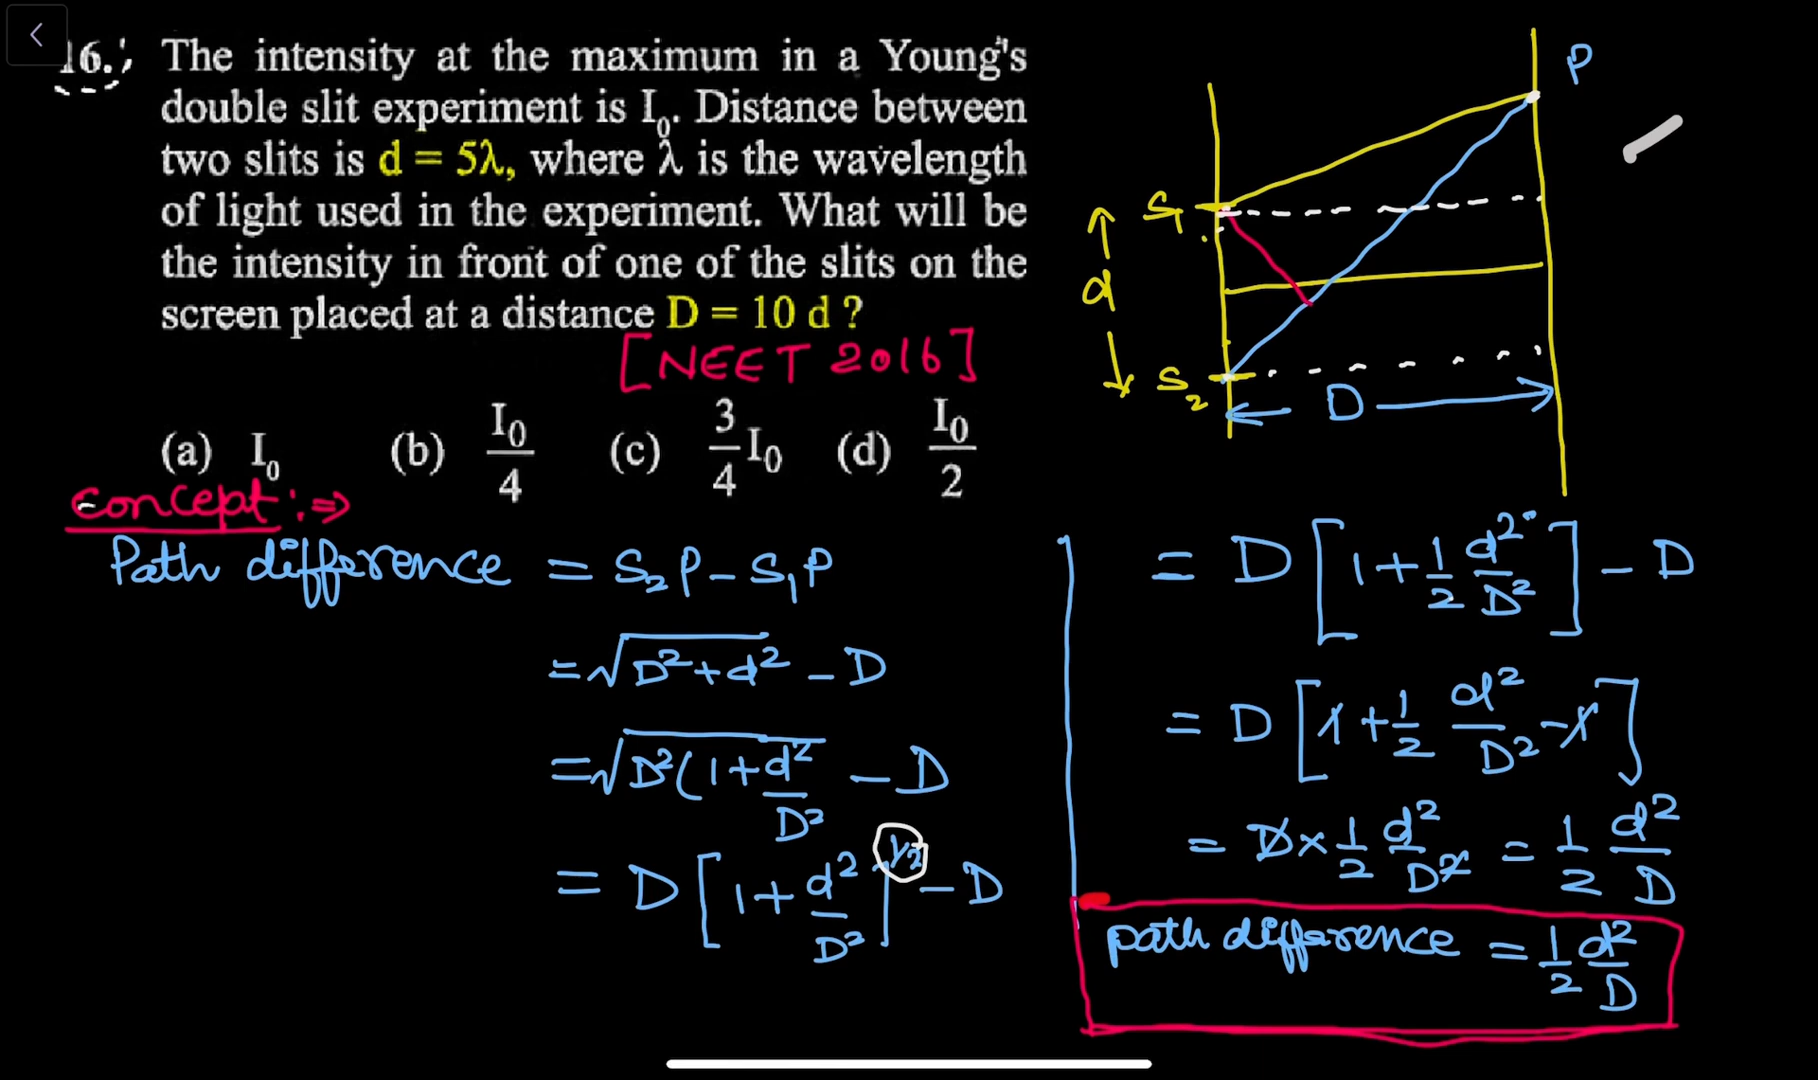 16. The intensity at the maximum in a Young's
double slit experiment is I₀. Distance between
two slits is d = 5λ, where λ is the wavelength
of light used in the experiment. What will be
the intensity in front of one of the slits on the
screen placed at a distance D = 10 d ?
[NEET 2016]
(a) I₀ (b) I₀/4 (c) 3/4 I₀ (d) I₀/2
P
S₁
d
S₂
D
Concept :⇒
Path difference = S₂P – S₁P
= √D²+d² – D
= √D²(1+d²/D² – D
= D [1+d²/D²]^1/2 – D
= D [1+1/2 d²/D²] – D
= D [1+1/2 d²/D² –1]
= D×1/2 d²/D² = 1/2 d²/D
path difference = 1/2 d²/D